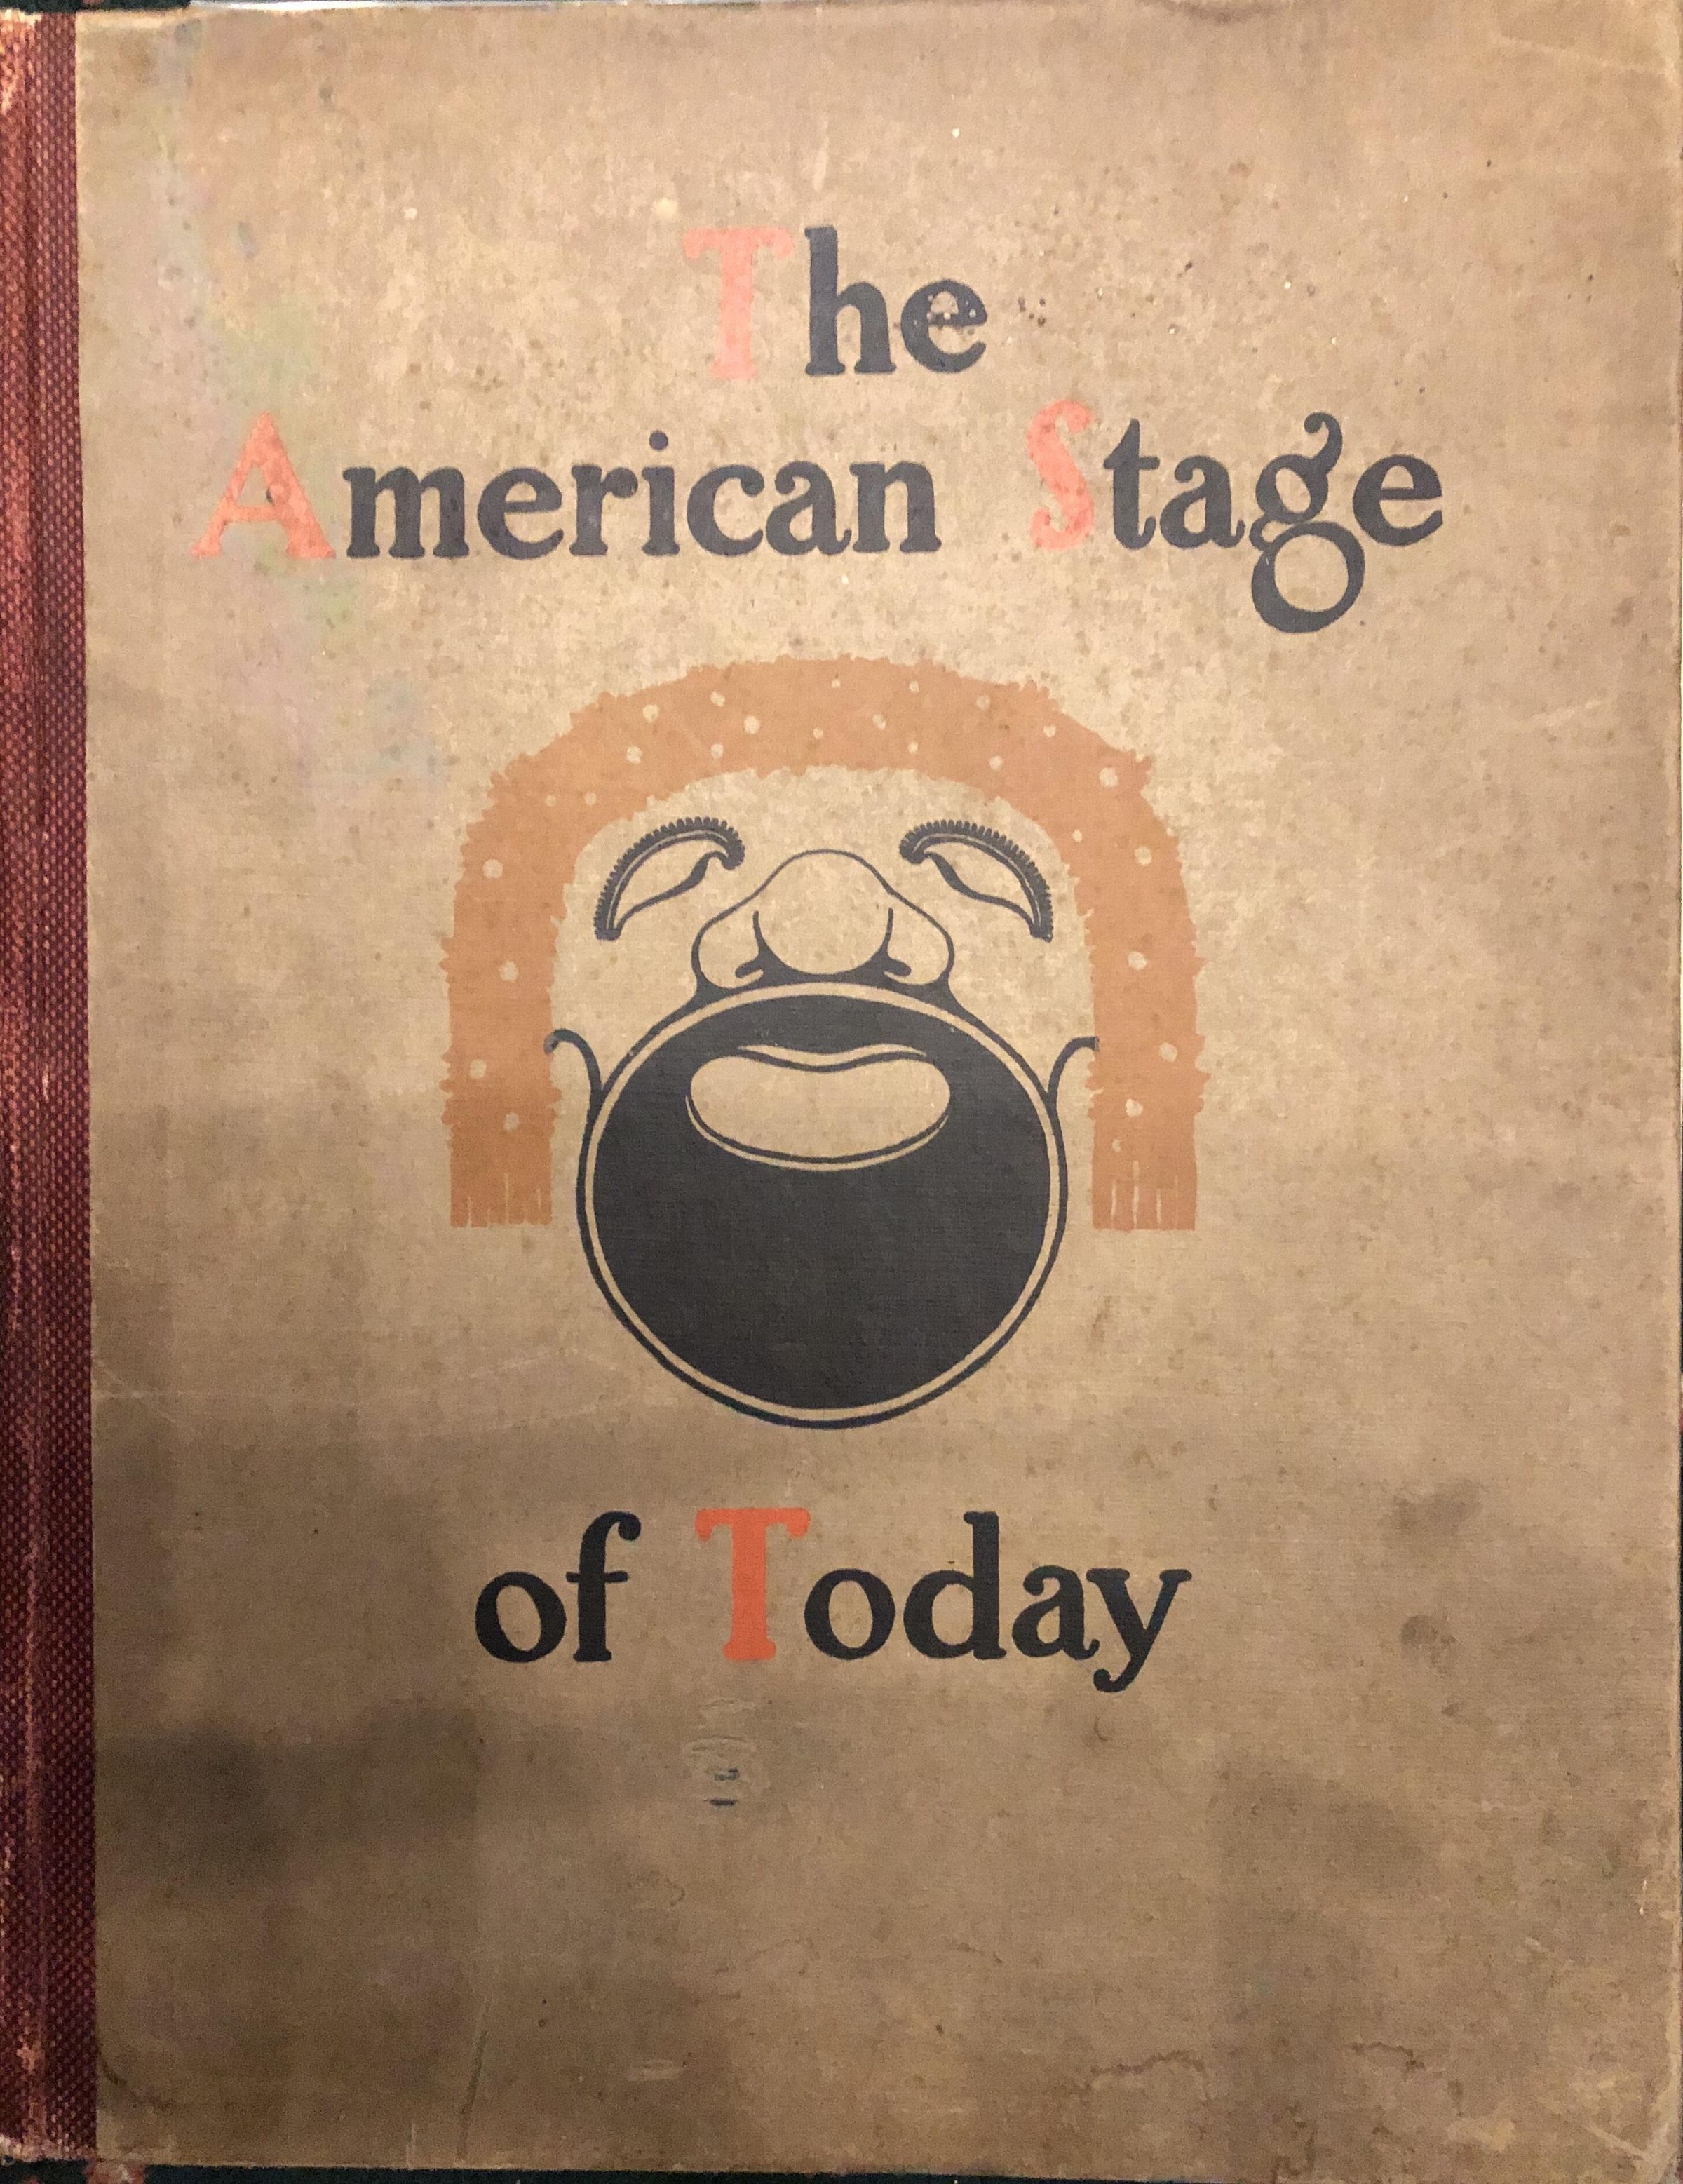 The
American Stage
of Today